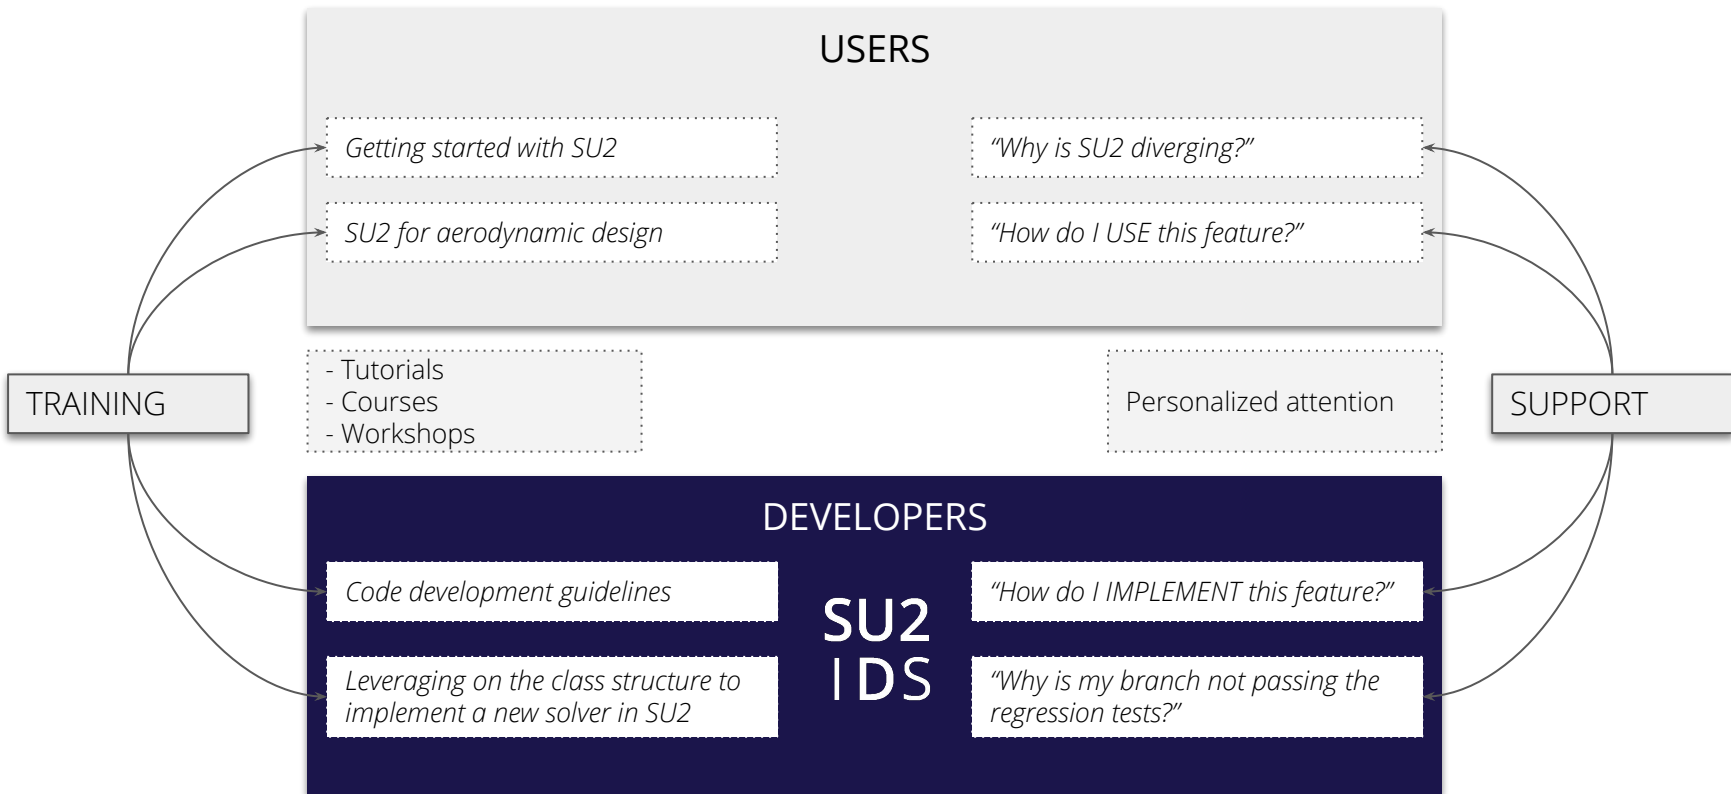 USERS
Getting started with SU2
“Why is SU2 diverging?”
SU2 for aerodynamic design
“How do I USE this feature?”
TRAINING
- Tutorials
- Courses
- Workshops
Personalized attention
SUPPORT
DEVELOPERS
Code development guidelines
“How do I IMPLEMENT this feature?”
SU2
IDS
Leveraging on the class structure to
implement a new solver in SU2
“Why is my branch not passing the
regression tests?”